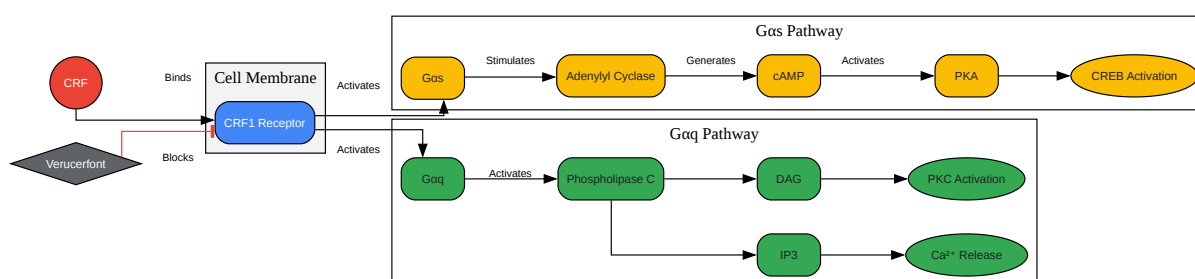 Gαs Pathway
Stimulates
Generates
Activates
CRF
Binds
Cell Membrane
Activates
Gαs
Adenylyl Cyclase
cAMP
PKA
CREB Activation
CRF1 Receptor
Gαq Pathway
Verucerfont
Blocks
Activates
Gαq
Activates
Phospholipase C
DAG
PKC Activation
IP3
Ca²⁺ Release